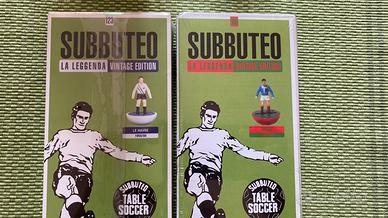 SUBBUTEO
LA LEGGENDA VINTAGE EDITION
LE HAVRE
SUBBUTEO
TABLE
SOCCER
SUBBUTEO
LA LEGGENDA VINTAGE EDITION
SUBBUTEO
TABLE
SOCCER